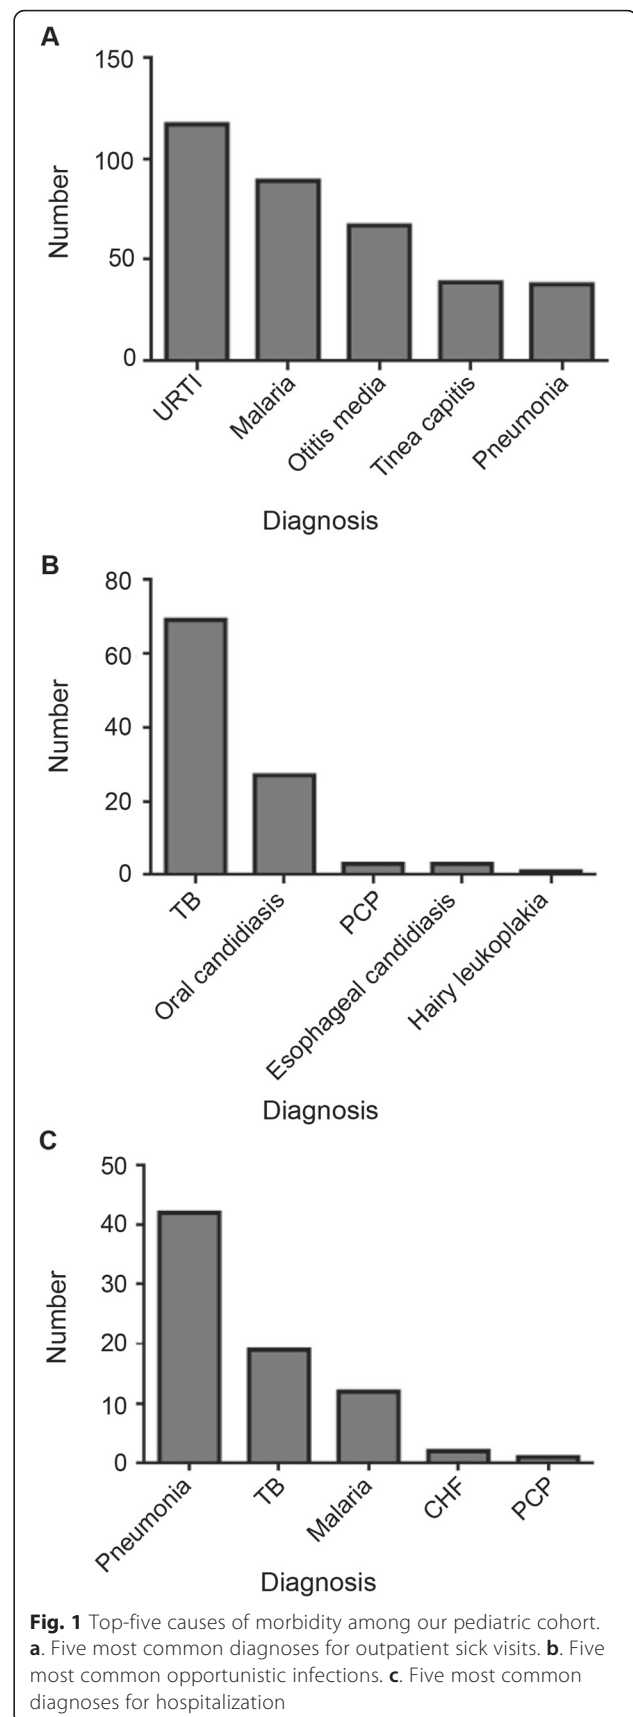 A
150
100
50
0
Number
URTI
Malaria
Otitis media
Tinea capitis
Pneumonia
Diagnosis
B
80
60
40
20
0
Number
TB
Oral candidiasis
PCP
Esophageal candidiasis
Hairy leukoplakia
Diagnosis
C
50
40
30
20
10
0
Number
Pneumonia
TB
Malaria
CHF
PCP
Diagnosis
Fig. 1 Top-five causes of morbidity among our pediatric cohort.
a. Five most common diagnoses for outpatient sick visits. b. Five
most common opportunistic infections. c. Five most common
diagnoses for hospitalization